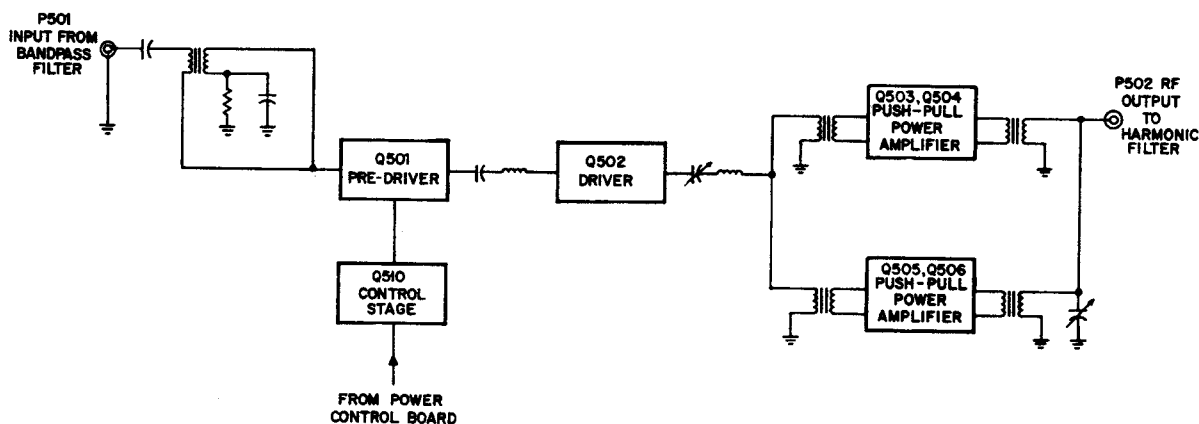 P501
INPUT FROM
BANDPASS
FILTER
Q501
PRE-DRIVER
Q510
CONTROL
STAGE
FROM POWER
CONTROL BOARD
Q502
DRIVER
Q503, Q504
PUSH-PULL
POWER
AMPLIFIER
Q505, Q506
PUSH-PULL
POWER
AMPLIFIER
P502 RF
OUTPUT
TO
HARMONIC
FILTER